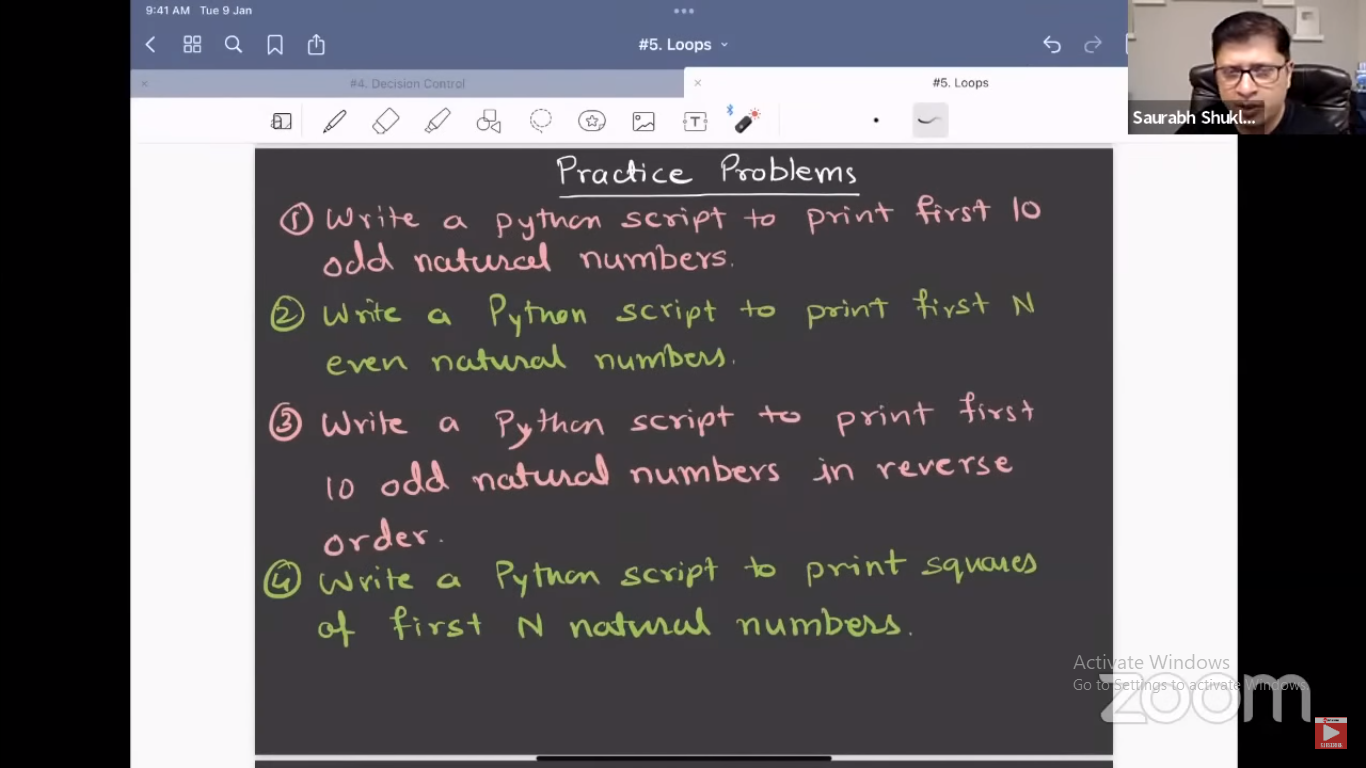 9:41 AM Tue 9 Jan
#5. Loops
#4. Decision Control
#5. Loops
T
Saurabh Shukl...
Practice Problems
① Write a python script to print first 10
odd natural numbers.
② Write a Python script to print first N
even natural numbers.
③ Write a Python script to print first
10 odd natural numbers in reverse
order.
④ Write a Python script to print squares
of first N natural numbers.
Activate Windows
Go to Settings to activate Windows.
zoom